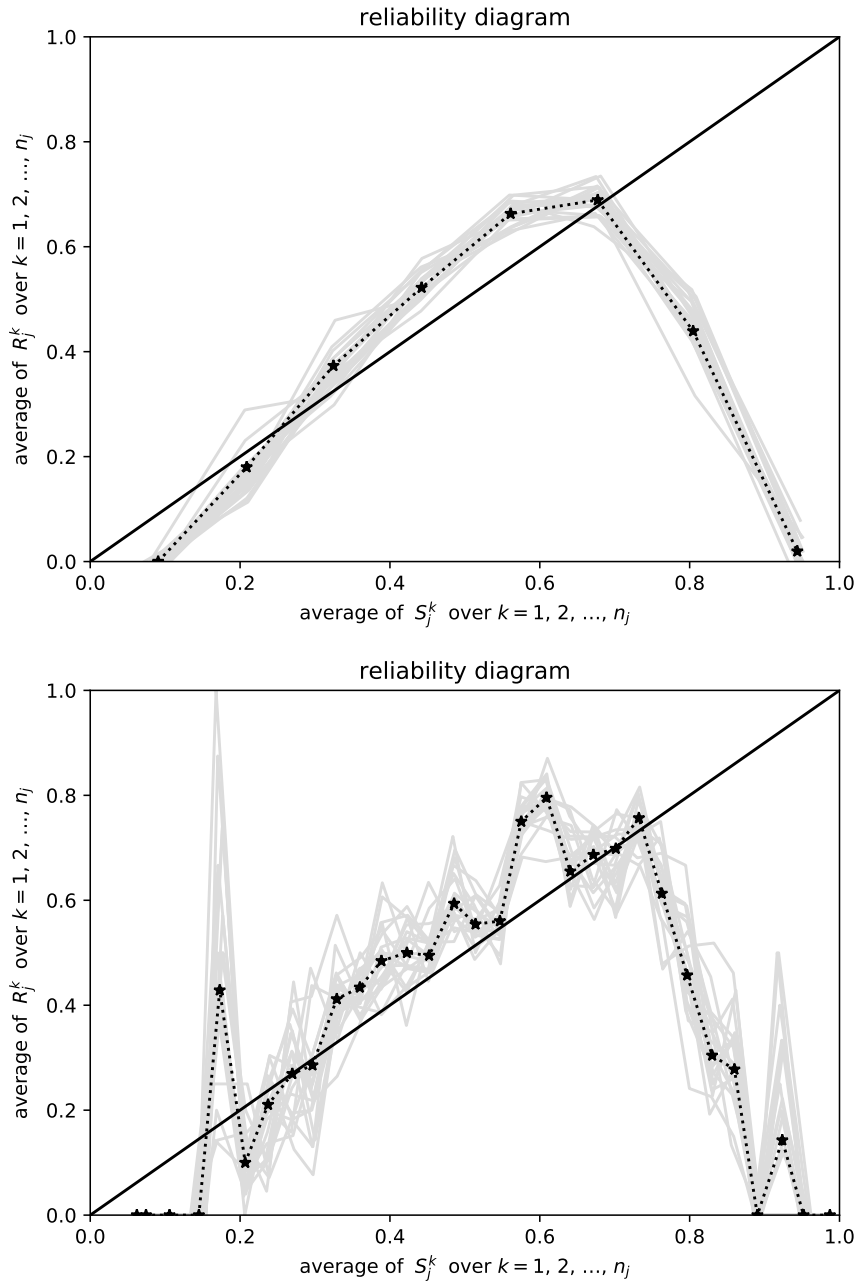 reliability diagram
1.0
0.8
0.6
0.4
0.2
0.0
average of R_j^k over k = 1, 2, ..., n_j
0.0 0.2 0.4 0.6 0.8 1.0
average of S_j^k over k = 1, 2, ..., n_j
reliability diagram
1.0
0.8
0.6
0.4
0.2
0.0
average of R_j^k over k = 1, 2, ..., n_j
0.0 0.2 0.4 0.6 0.8 1.0
average of S_j^k over k = 1, 2, ..., n_j